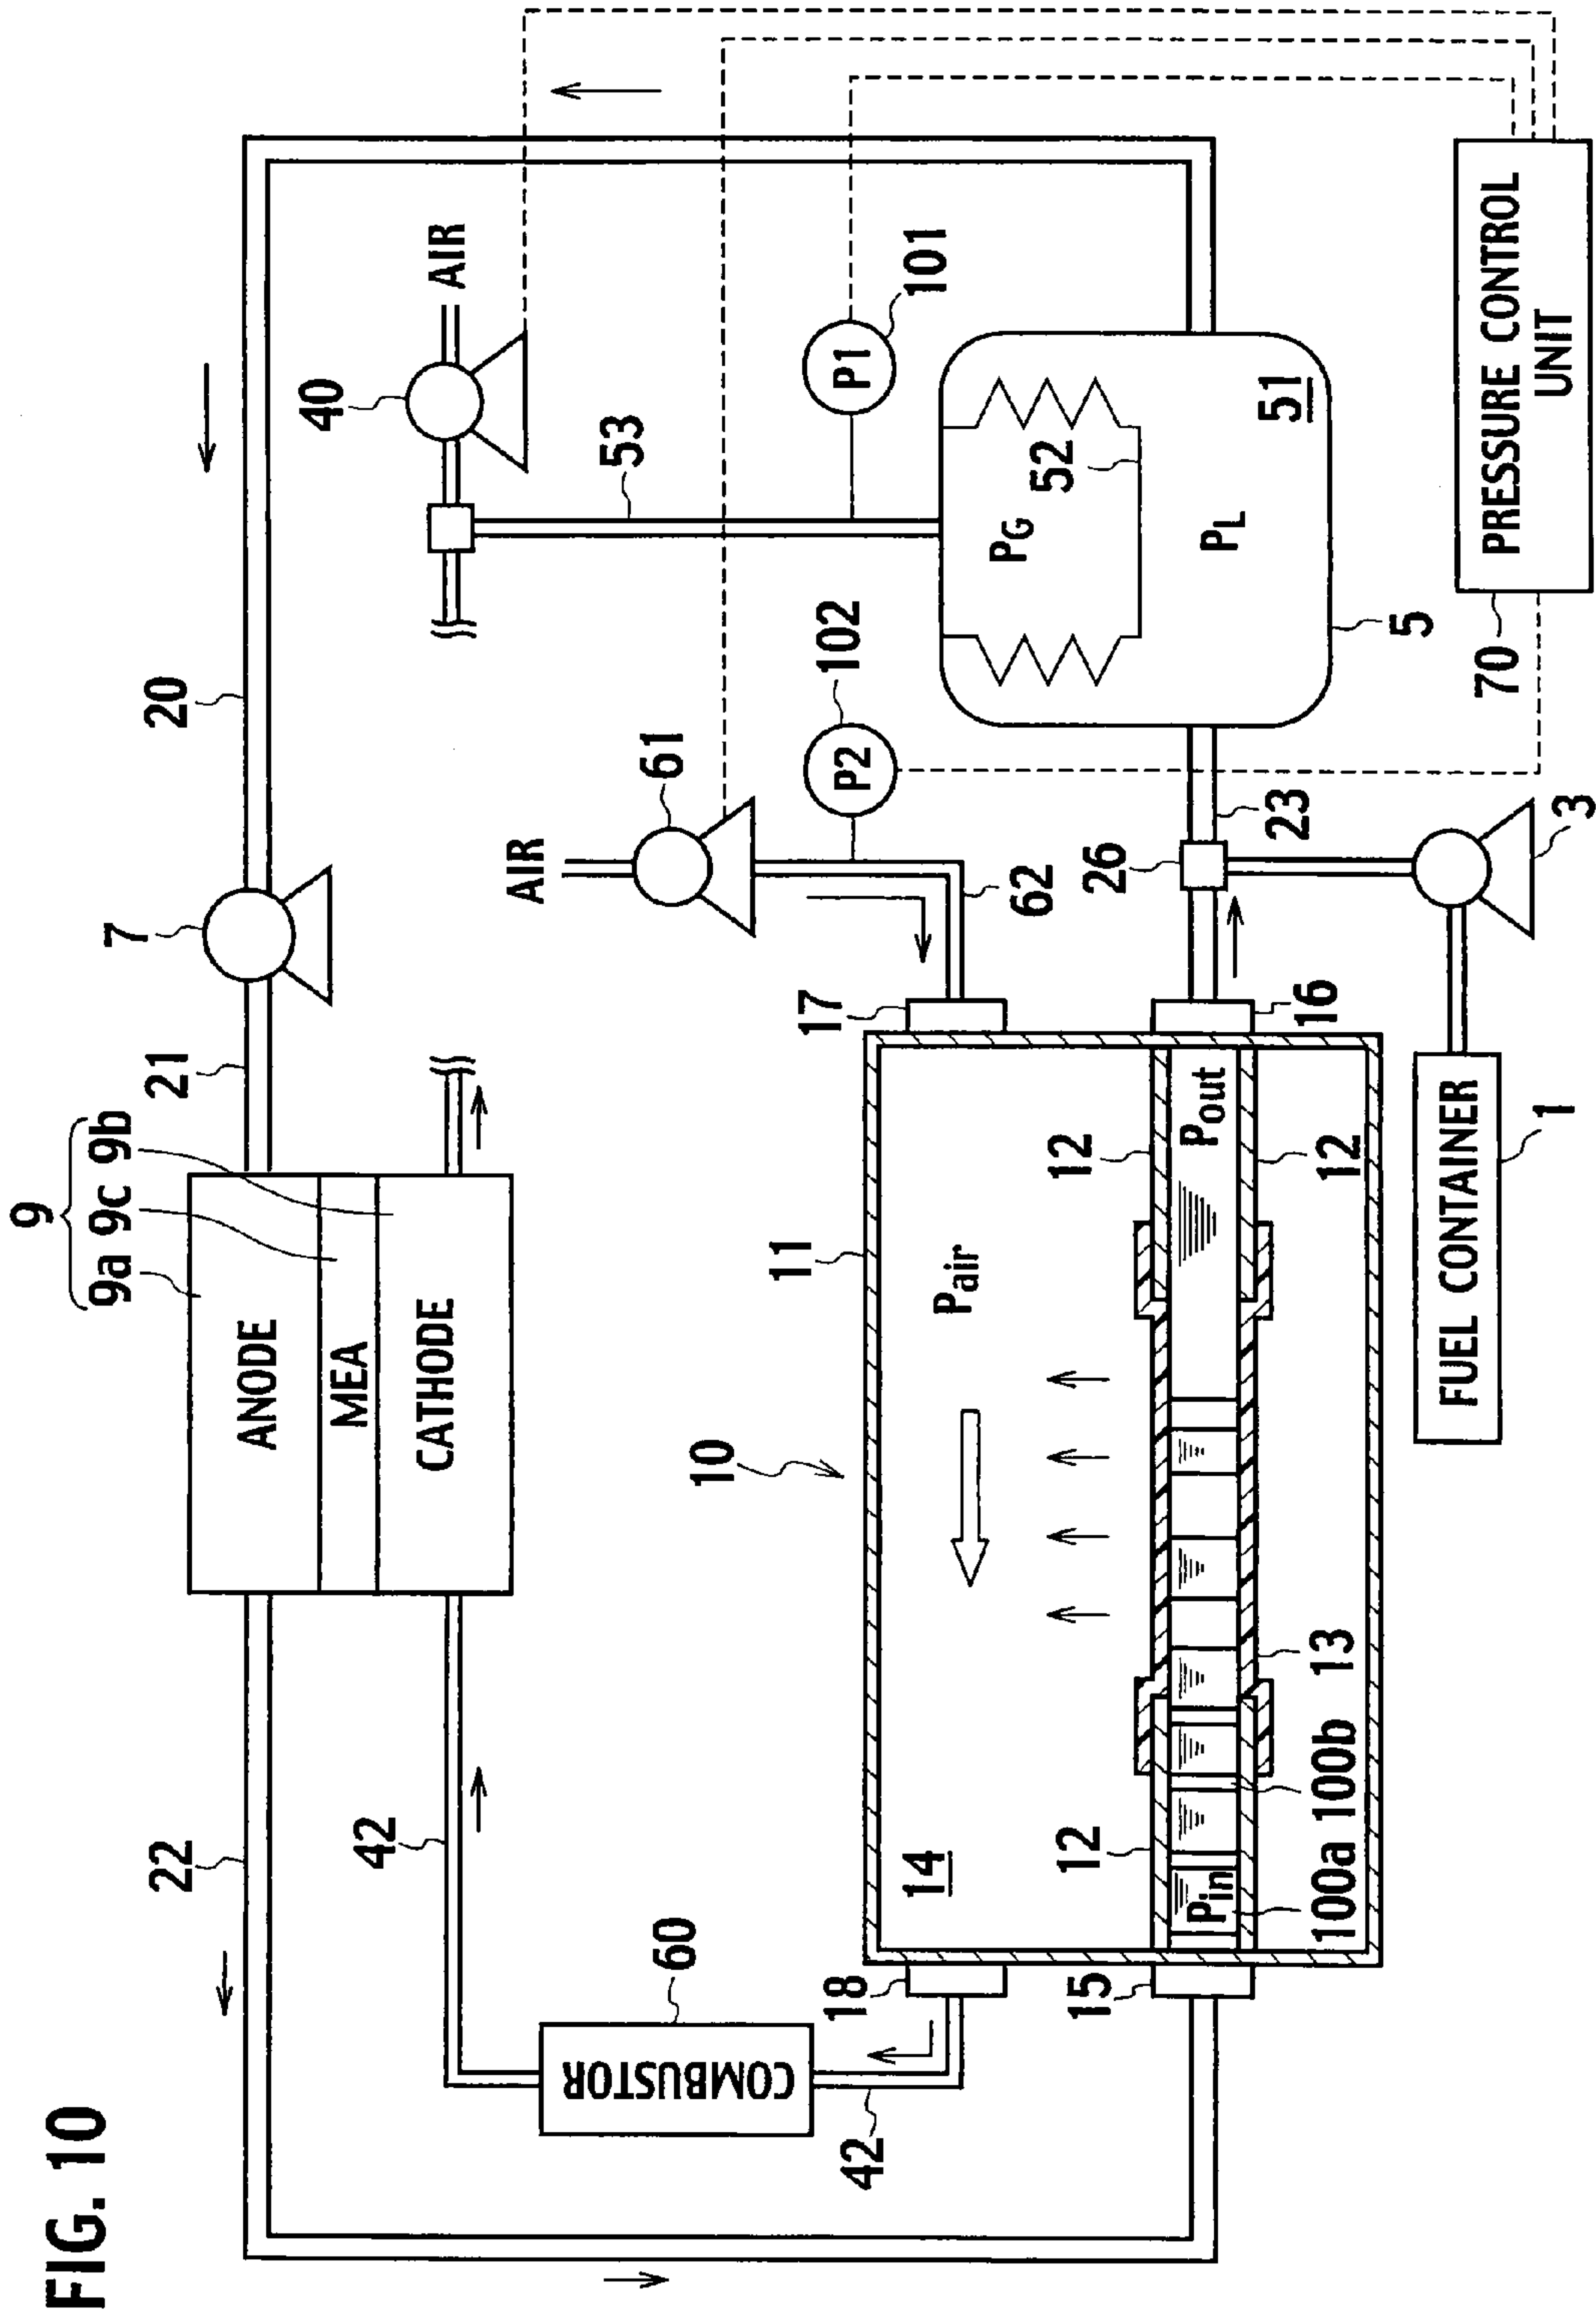 FIG. 10
9
9a 9c 9b
22
21
7
20
ANODE
MEA
CATHODE
42
40
AIR
53
60
COMBUSTOR
42
18
15
10
11
17
AIR
61
62
102
P2
P1
101
14
Pair
12
12
Pin
Pout
12
100a
100b
13
16
26
23
PG
52
PL
51
5
FUEL CONTAINER
1
3
70
PRESSURE CONTROL
UNIT